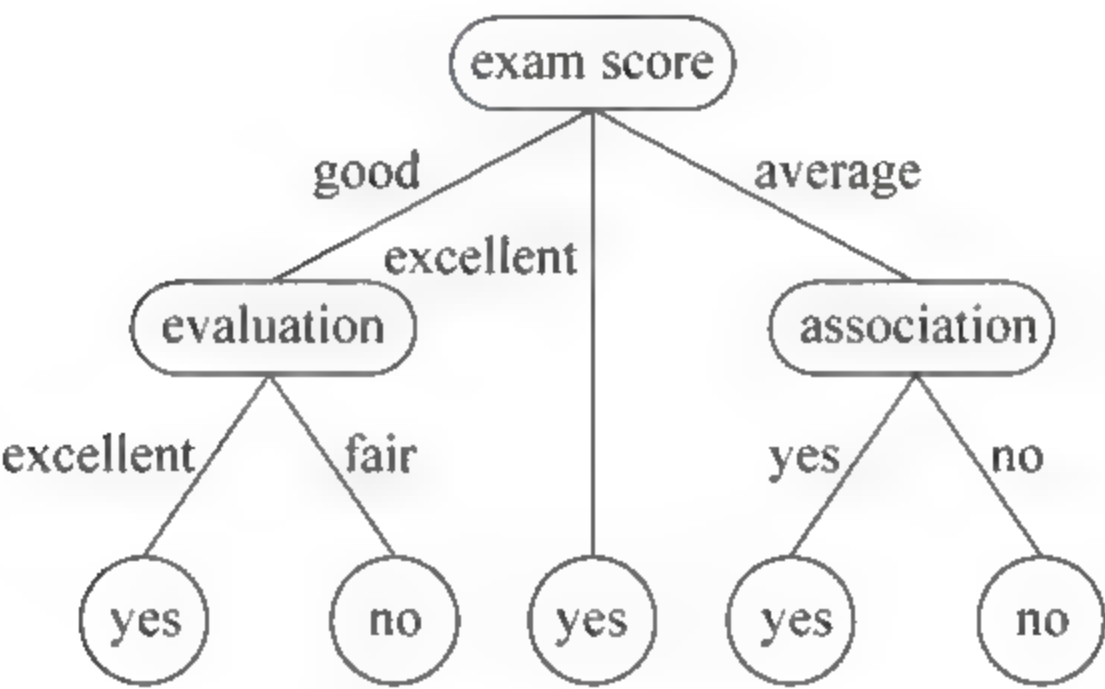 exam score
good
average
excellent
evaluation
association
excellent
fair
yes
no
yes
no
yes
yes
no